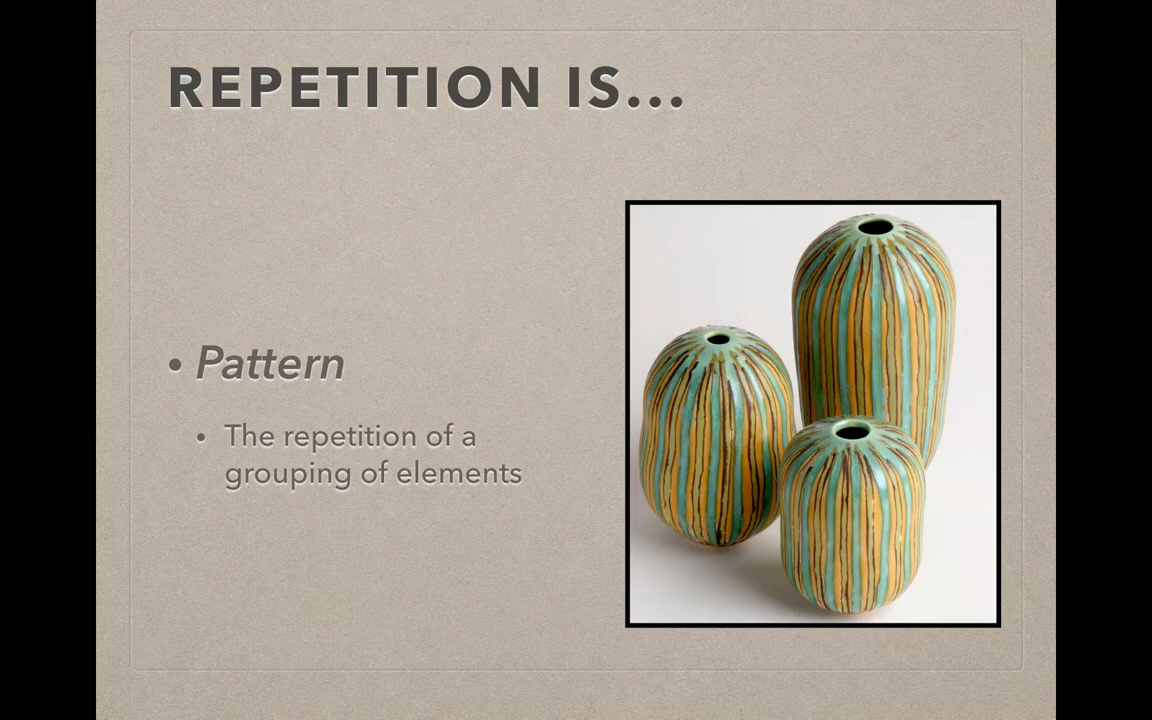 REPETITION IS...
• Pattern
• The repetition of a
grouping of elements